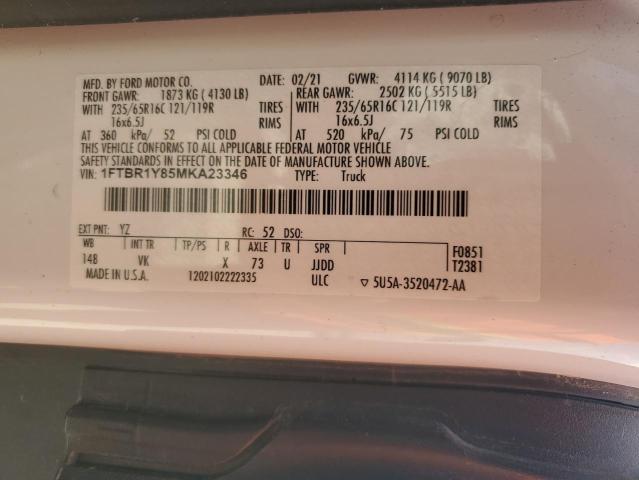 MFD. BY FORD MOTOR CO. DATE: 02/21 GVWR: 4114 KG ( 9070 LB)
FRONT GAWR: 1873 KG ( 4130 LB) REAR GAWR: 2502 KG ( 5515 LB)
WITH 235/65R16C 121/119R TIRES WITH 235/65R16C 121/119R TIRES
16x6.5J RIMS 16x6.5J RIMS
AT 360 kPa/ 52 PSI COLD AT 520 kPa/ 75 PSI COLD
THIS VEHICLE CONFORMS TO ALL APPLICABLE FEDERAL MOTOR VEHICLE
SAFETY STANDARDS IN EFFECT ON THE DATE OF MANUFACTURE SHOWN ABOVE.
VIN: 1FTBR1Y85MKA23346 TYPE: Truck
EXT PNT: YZ RC: 52 DSO:
WB INT TR TP/PS R AXLE TR SPR F0851
148 VK X 73 U JJDD T2381
MADE IN U.S.A. 1202102222335 ULC ▽ 5U5A-3520472-AA